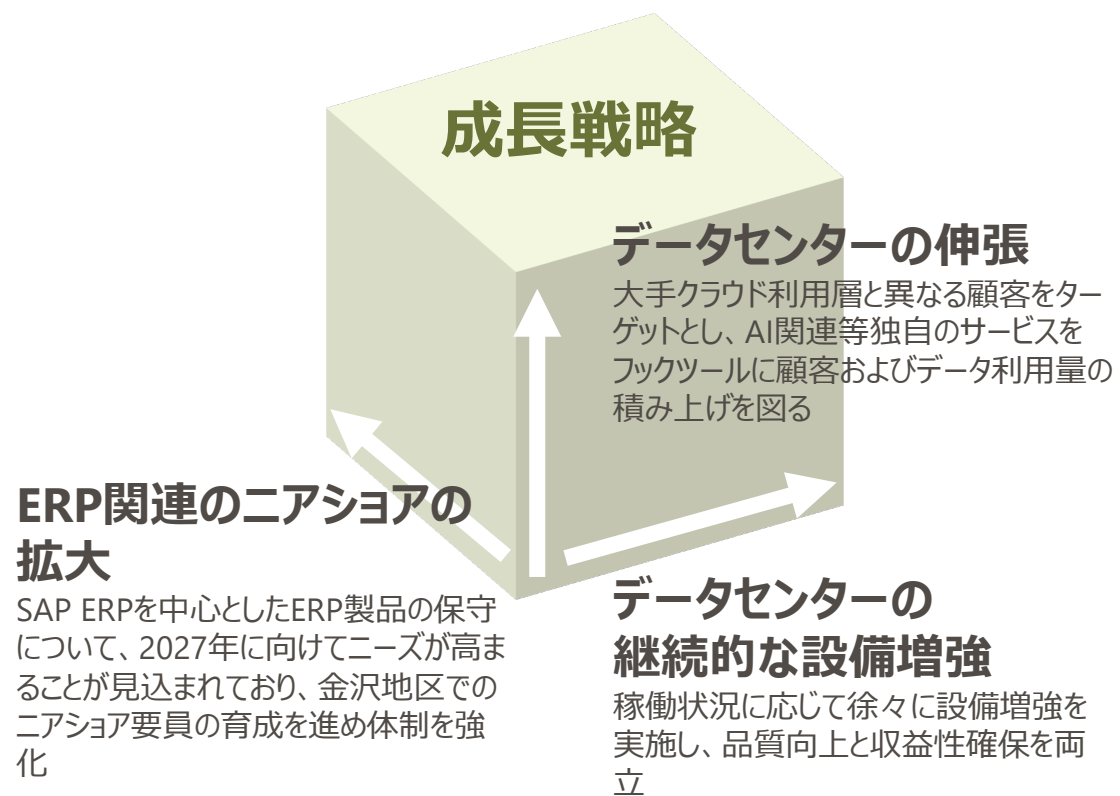 成長戦略
データセンターの伸張
大手クラウド利用層と異なる顧客をター
ゲットとし、AI関連等独自のサービスを
フックツールに顧客およびデータ利用量の
積み上げを図る
ERP関連のニアショアの
拡大
SAP ERPを中心としたERP製品の保守
について、2027年に向けてニーズが高ま
ることが見込まれており、金沢地区での
ニアショア要員の育成を進め体制を強
化
データセンターの
継続的な設備増強
稼働状況に応じて徐々に設備増強を
実施し、品質向上と収益性確保を両
立